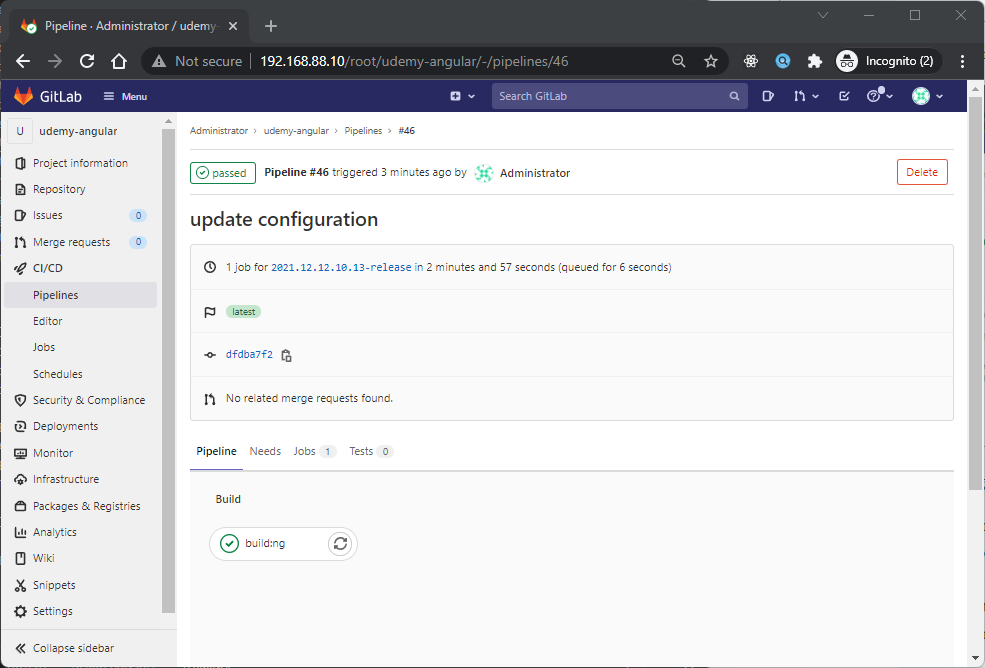 Pipeline · Administrator / udemy-
Not secure 192.168.88.10/root/udemy-angular/-/pipelines/46 Incognito (2)
GitLab Menu Search GitLab
U udemy-angular
Project information
Repository
Issues 0
Merge requests 0
CI/CD
Pipelines
Editor
Jobs
Schedules
Security & Compliance
Deployments
Monitor
Infrastructure
Packages & Registries
Analytics
Wiki
Snippets
Settings
Collapse sidebar
Administrator › udemy-angular › Pipelines › #46
passed Pipeline #46 triggered 3 minutes ago by Administrator Delete
update configuration
1 job for 2021.12.12.10.13-release in 2 minutes and 57 seconds (queued for 6 seconds)
latest
dfdba7f2
No related merge requests found.
Pipeline Needs Jobs 1 Tests 0
Build
build:ng